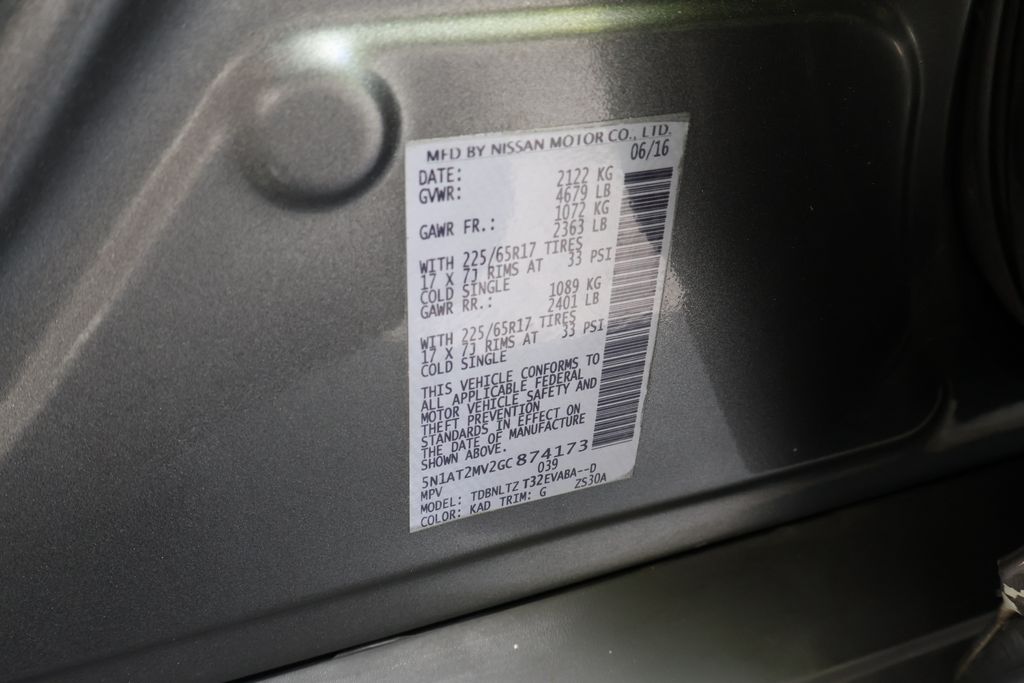 MFD BY NISSAN MOTOR CO., LTD.
DATE: 06/16
GVWR: 2122 KG
4679 LB
GAWR FR.: 1072 KG
2363 LB
WITH 225/65R17 TIRES
17 X 7J RIMS AT 33 PSI
COLD SINGLE
GAWR RR.: 1089 KG
2401 LB
WITH 225/65R17 TIRES
17 X 7J RIMS AT 33 PSI
COLD SINGLE
THIS VEHICLE CONFORMS TO
ALL APPLICABLE FEDERAL
MOTOR VEHICLE SAFETY AND
THEFT PREVENTION
STANDARDS IN EFFECT ON
THE DATE OF MANUFACTURE
SHOWN ABOVE.
5N1AT2MV2GC874173
MPV 039
MODEL: TDBNLTZ T32EVABA--D
COLOR: KAD TRIM: G ZS30A